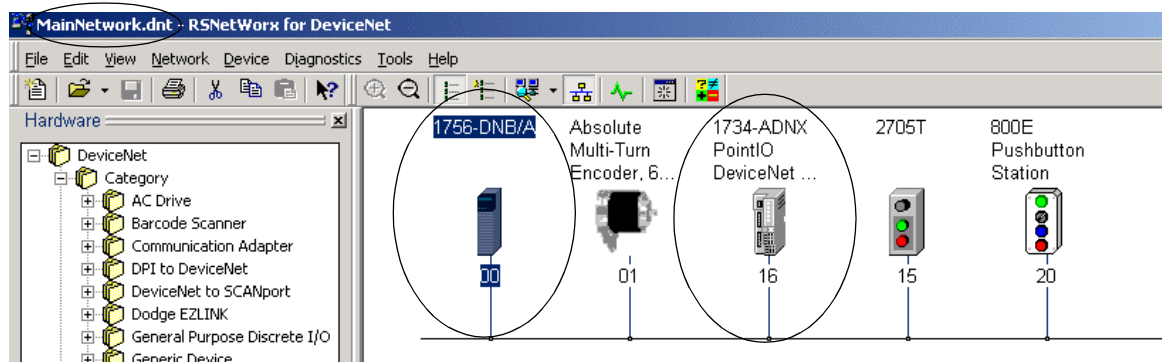 MainNetwork.dnt - RSNetWorx for DeviceNet
File Edit View Network Device Diagnostics Tools Help
Hardware
DeviceNet
Category
AC Drive
Barcode Scanner
Communication Adapter
DPI to DeviceNet
DeviceNet to SCANport
Dodge EZLINK
General Purpose Discrete I/O
Generic Device
1756-DNB/A
00
Absolute
Multi-Turn
Encoder, 6...
01
1734-ADNX
PointIO
DeviceNet ...
16
2705T
15
800E
Pushbutton
Station
20